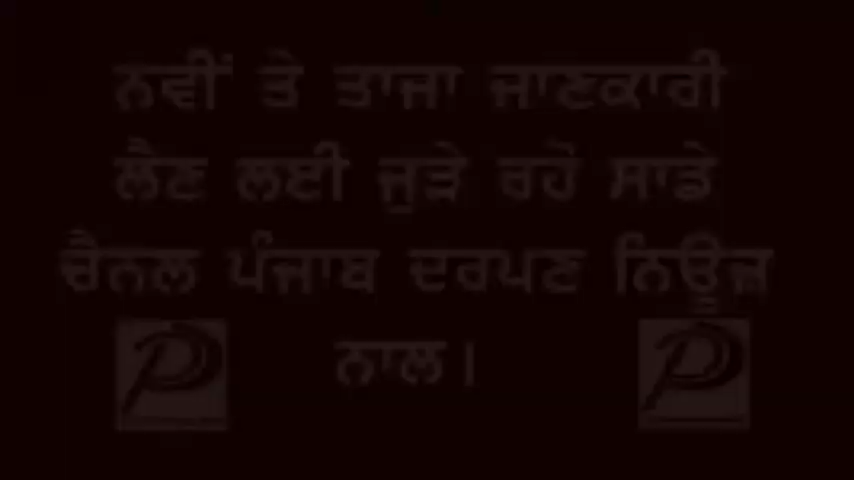 ਨਵੀਂ ਤੇ ਤਾਜਾ ਜਾਣਕਾਰੀ
ਲੈਣ ਲਈ ਜੁੜੇ ਰਹੋ ਸਾਡੇ
ਚੈਨਲ ਪੰਜਾਬ ਦਰਪਣ ਨਿਊਜ਼
ਨਾਲ।